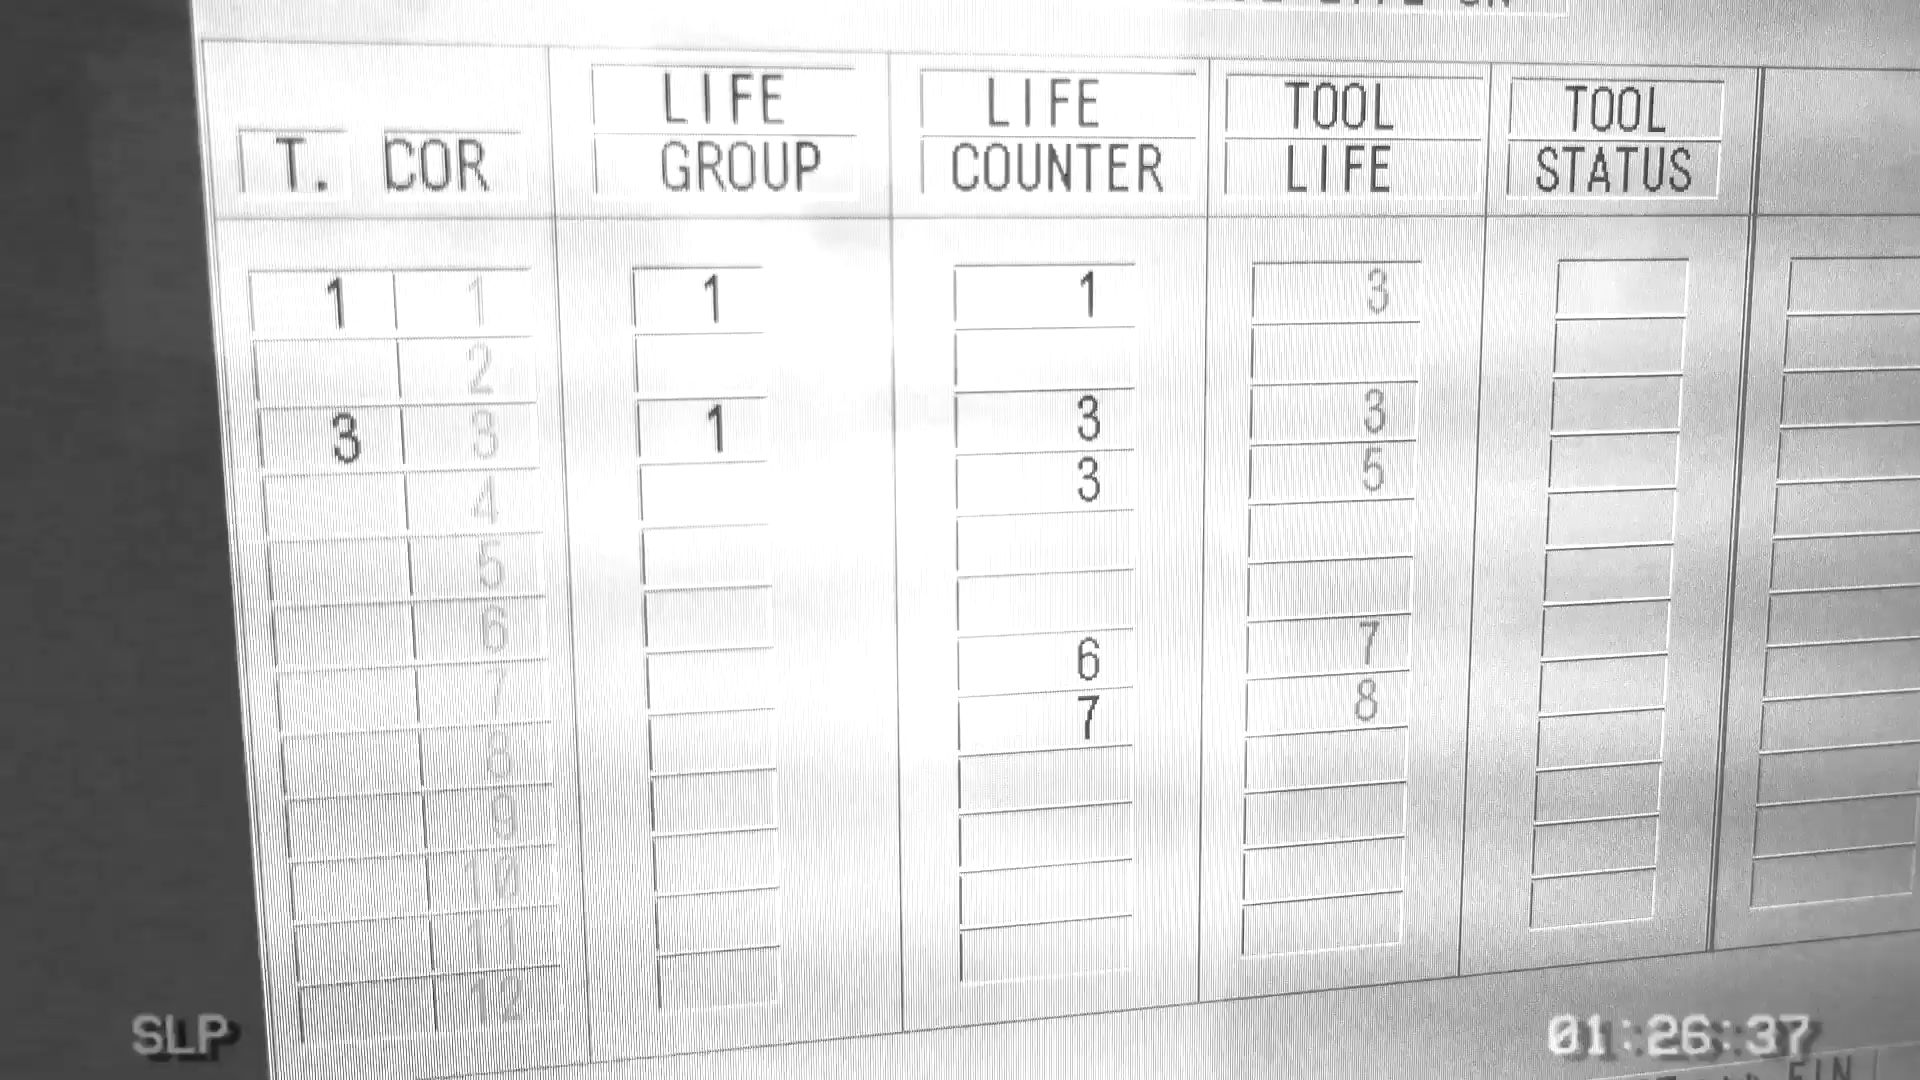 LIFE LIFE TOOL TOOL
T. COR GROUP COUNTER LIFE STATUS
1 1 1 1 3
2
3 3 1 3 3
4 3 5
5
6
7 6 7
8 7 8
9
10
11
12
SLP 01:26:37